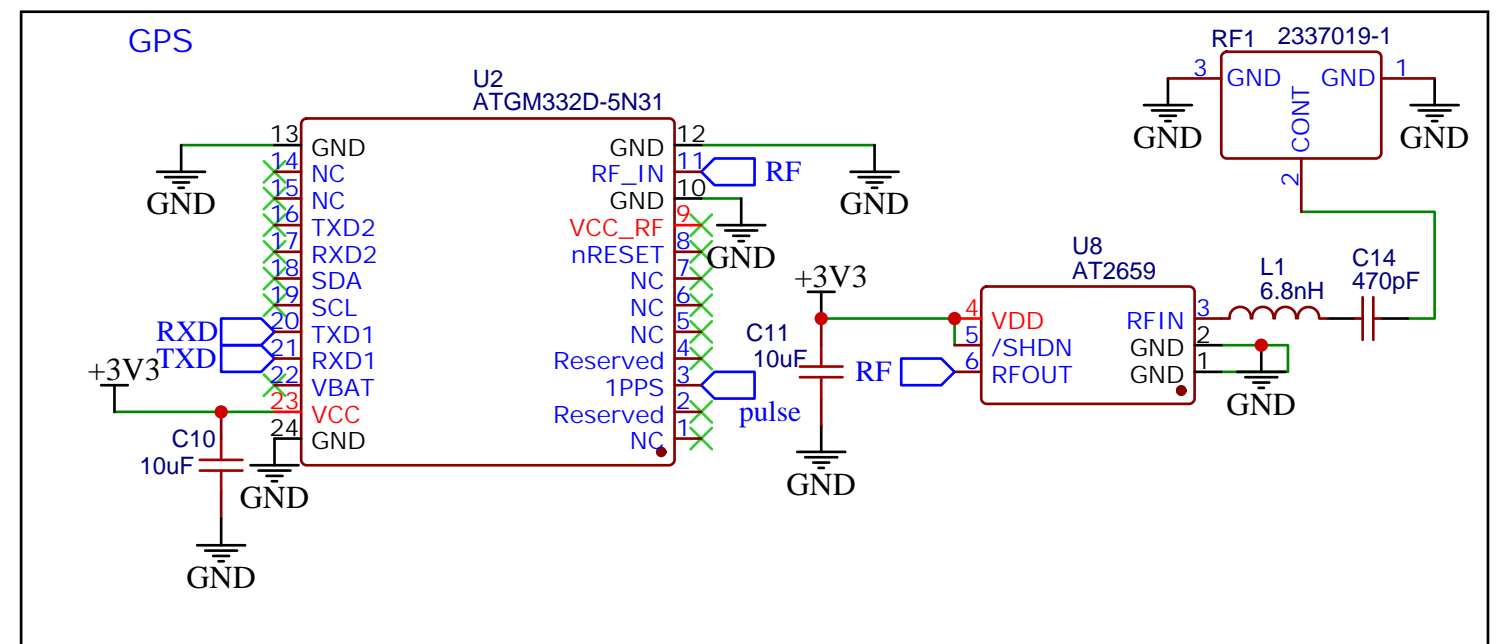 GPS
U2
ATGM332D-5N31
13
GND
14
NC
15
NC
16
TXD2
17
RXD2
18
SDA
19
SCL
20
TXD1
21
RXD1
22
VBAT
23
VCC
24
GND
12
GND
11
RF_IN
10
GND
9
VCC_RF
8
nRESET
7
NC
6
NC
5
NC
4
Reserved
3
1PPS
2
Reserved
1
NC
GND
RXD
TXD
+3V3
C10
10uF
GND
GND
RF
GND
GND
pulse
+3V3
C11
10uF
GND
RF
U8
AT2659
4
VDD
5
/SHDN
6
RFOUT
3
RFIN
2
GND
1
GND
GND
L1
6.8nH
C14
470pF
RF1
2337019-1
3
GND
GND
1
CONT
2
GND
GND